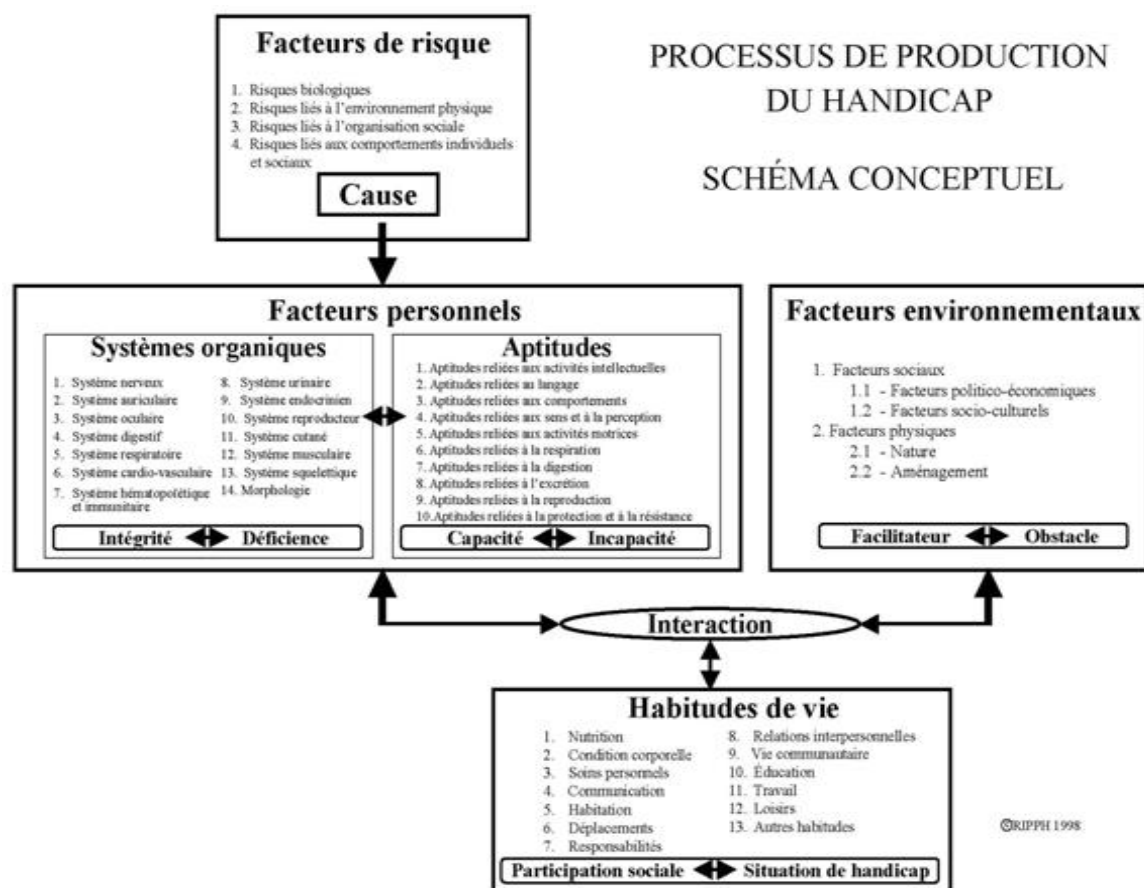 PROCESSUS DE PRODUCTION
DU HANDICAP
SCHÉMA CONCEPTUEL
Facteurs de risque
1. Risques biologiques
2. Risques liés à l'environnement physique
3. Risques liés à l'organisation sociale
4. Risques liés aux comportements individuels
et sociaux
Cause
Facteurs personnels
Systèmes organiques
1. Système nerveux
2. Système auriculaire
3. Système oculaire
4. Système digestif
5. Système respiratoire
6. Système cardio-vasculaire
7. Système hématopoïétique
et immunitaire
8. Système urinaire
9. Système endocrinien
10. Système reproducteur
11. Système cutané
12. Système musculaire
13. Système squelettique
14. Morphologie
Intégrité Déficience
Aptitudes
1. Aptitudes reliées aux activités intellectuelles
2. Aptitudes reliées au langage
3. Aptitudes reliées aux comportements
4. Aptitudes reliées aux sens et à la perception
5. Aptitudes reliées aux activités motrices
6. Aptitudes reliées à la respiration
7. Aptitudes reliées à la digestion
8. Aptitudes reliées à l'excrétion
9. Aptitudes reliées à la reproduction
10. Aptitudes reliées à la protection et à la résistance
Capacité Incapacité
Facteurs environnementaux
1. Facteurs sociaux
1.1 - Facteurs politico-économiques
1.2 - Facteurs socio-culturels
2. Facteurs physiques
2.1 - Nature
2.2 - Aménagement
Facilitateur Obstacle
Interaction
Habitudes de vie
1. Nutrition
2. Condition corporelle
3. Soins personnels
4. Communication
5. Habitation
6. Déplacements
7. Responsabilités
8. Relations interpersonnelles
9. Vie communautaire
10. Éducation
11. Travail
12. Loisirs
13. Autres habitudes
Participation sociale Situation de handicap
©RIPPH 1998